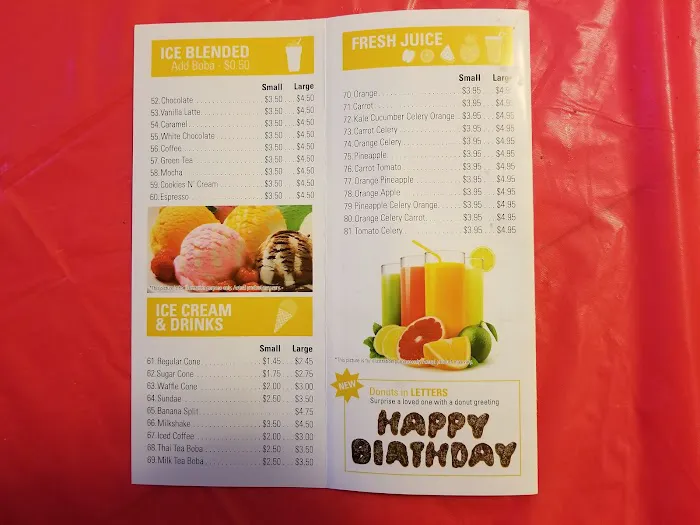 ICE BLENDED
Add Boba - $0.50
Small Large
52. Chocolate $3.50 $4.50
53. Vanilla Latte $3.50 $4.50
54. Caramel $3.50 $4.50
55. White Chocolate $3.50 $4.50
56. Coffee $3.50 $4.50
57. Green Tea $3.50 $4.50
58. Mocha $3.50 $4.50
59. Cookies N' Cream $3.50 $4.50
60. Espresso $3.50 $4.50
ICE CREAM
& DRINKS
Small Large
61. Regular Cone $1.45 $2.45
62. Sugar Cone $1.75 $2.75
63. Waffle Cone $2.00 $3.00
64. Sundae $2.50 $3.50
65. Banana Split $4.75
66. Milkshake $3.50 $4.50
67. Iced Coffee $2.00 $3.00
68. Thai Tea Boba $2.50 $3.50
69. Milk Tea Boba $2.50 $3.50
FRESH JUICE
Small Large
70. Orange $3.95 $4.95
71. Carrot $3.95 $4.95
72. Kale Cucumber Celery Orange $3.95 $4.95
73. Carrot Celery $3.95 $4.95
74. Orange Celery $3.95 $4.95
75. Pineapple $3.95 $4.95
76. Carrot Tomato $3.95 $4.95
77. Orange Pineapple $3.95 $4.95
78. Orange Apple $3.95 $4.95
79. Pineapple Celery Orange $3.95 $4.95
80. Orange Celery Carrot $3.95 $4.95
81. Tomato Celery $3.95 $4.95
NEW
Donuts in LETTERS
Surprise a loved one with a donut greeting
HAPPY
BIATHDAY